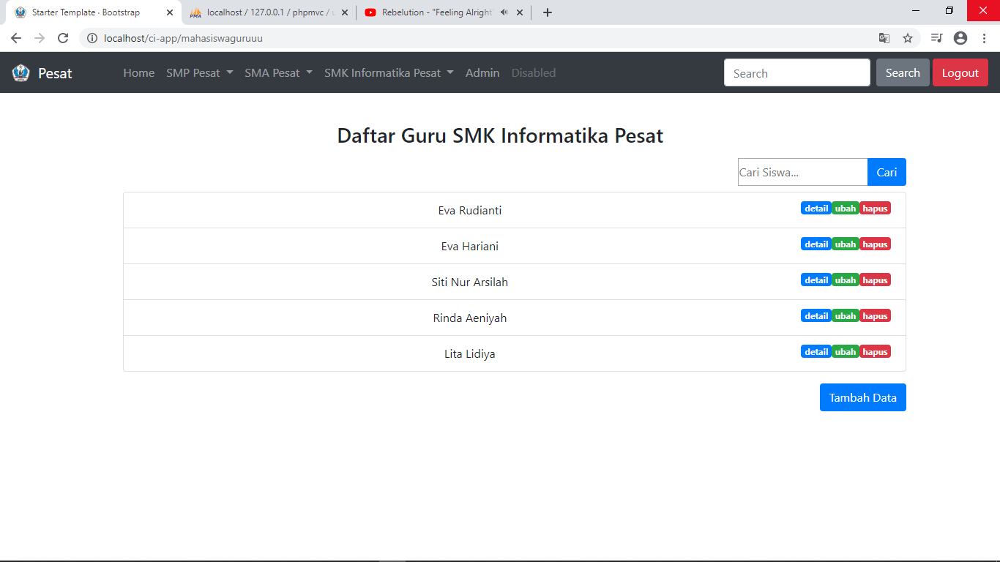 Starter Template · Bootstrap
localhost / 127.0.0.1 / phpmvc / u
Rebelution - "Feeling Alright"
localhost/ci-app/mahasiswaguruuu
Pesat Home SMP Pesat SMA Pesat SMK Informatika Pesat Admin Disabled Search Search Logout
Daftar Guru SMK Informatika Pesat
Cari Siswa... Cari
Eva Rudianti detail ubah hapus
Eva Hariani detail ubah hapus
Siti Nur Arsilah detail ubah hapus
Rinda Aeniyah detail ubah hapus
Lita Lidiya detail ubah hapus
Tambah Data